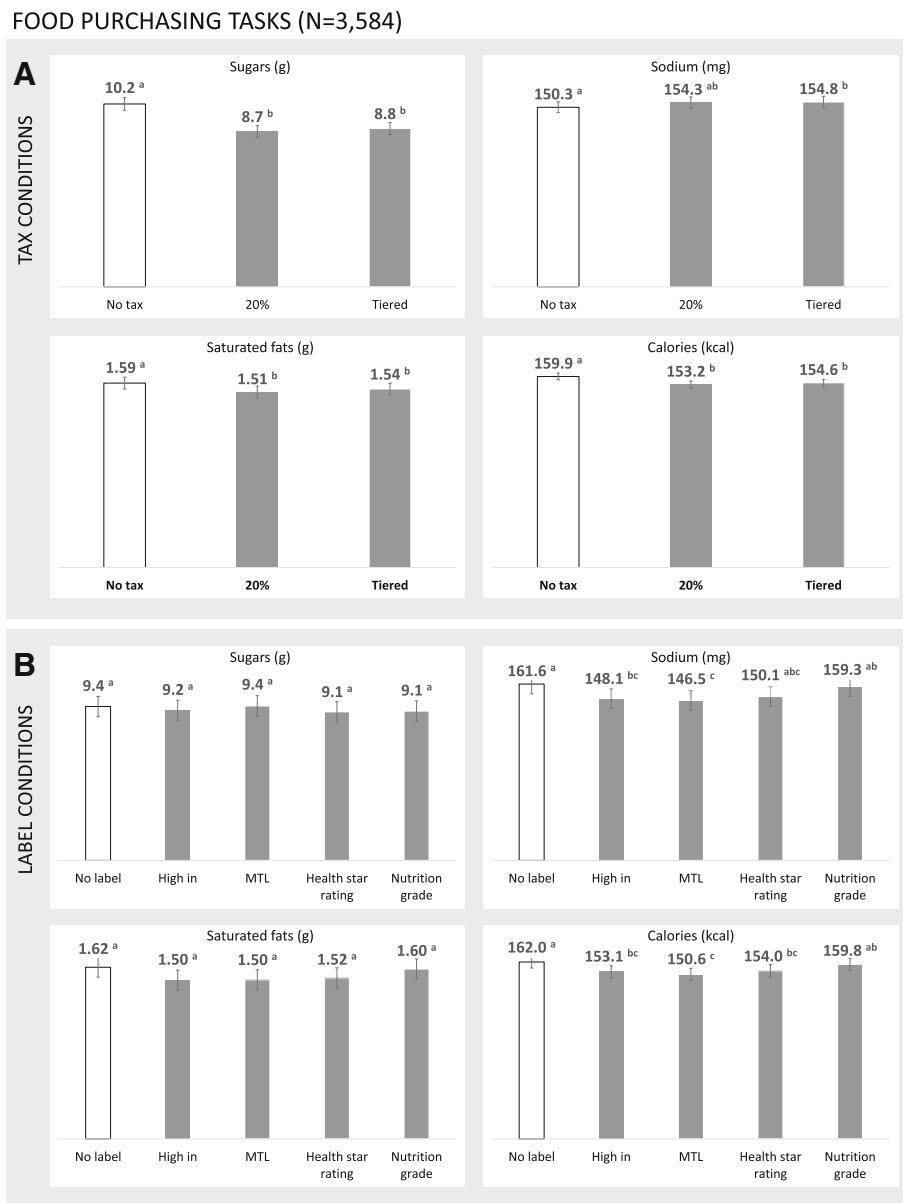 FOOD PURCHASING TASKS (N=3,584)
A
TAX CONDITIONS
Sugars (g)
10.2 a
8.7 b
8.8 b
No tax
20%
Tiered
Sodium (mg)
150.3 a
154.3 ab
154.8 b
No tax
20%
Tiered
Saturated fats (g)
1.59 a
1.51 b
1.54 b
No tax
20%
Tiered
Calories (kcal)
159.9 a
153.2 b
154.6 b
No tax
20%
Tiered
B
LABEL CONDITIONS
Sugars (g)
9.4 a
9.2 a
9.4 a
9.1 a
9.1 a
No label
High in
MTL
Health star
rating
Nutrition
grade
Sodium (mg)
161.6 a
148.1 bc
146.5 c
150.1 abc
159.3 ab
No label
High in
MTL
Health star
rating
Nutrition
grade
Saturated fats (g)
1.62 a
1.50 a
1.50 a
1.52 a
1.60 a
No label
High in
MTL
Health star
rating
Nutrition
grade
Calories (kcal)
162.0 a
153.1 bc
150.6 c
154.0 bc
159.8 ab
No label
High in
MTL
Health star
rating
Nutrition
grade